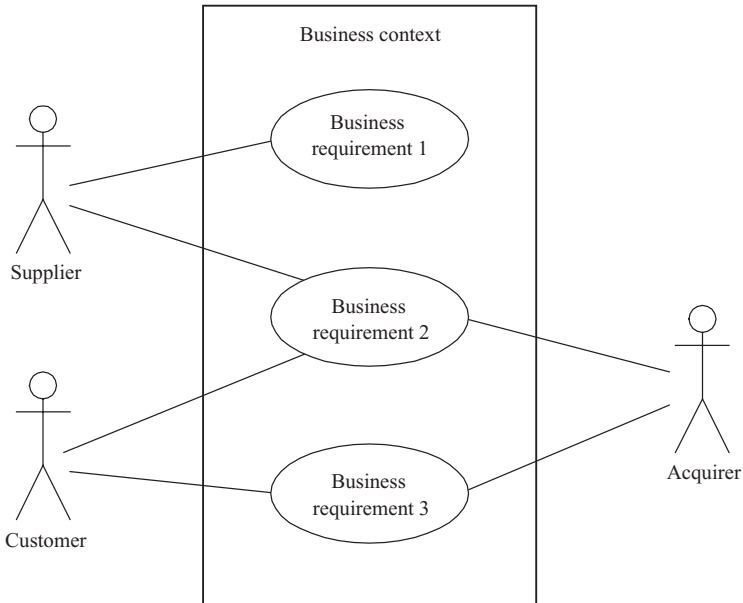 Business context
Business
requirement 1
Supplier
Business
requirement 2
Acquirer
Business
requirement 3
Customer